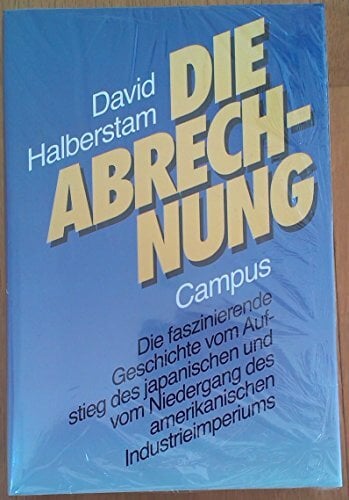 David
Halberstam
DIE
ABRECH-
NUNG
Campus
Die faszinierende
Geschichte vom Auf-
stieg des japanischen und
vom Niedergang des
amerikanischen
Industrieimperiums